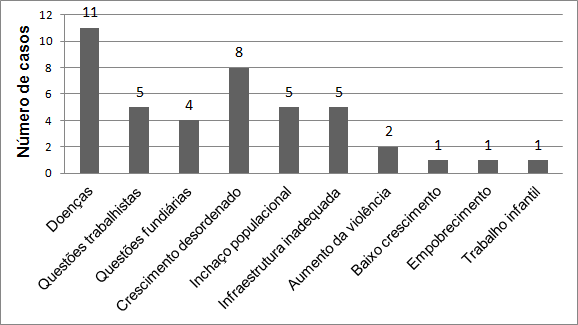 Número de casos
12
10
8
6
4
2
0
11
5
4
8
5
5
2
1
1
1
Doenças
Questões trabalhistas
Questões fundiárias
Crescimento desordenado
Inchaço populacional
Infraestrutura inadequada
Aumento da violência
Baixo crescimento
Empobrecimento
Trabalho infantil